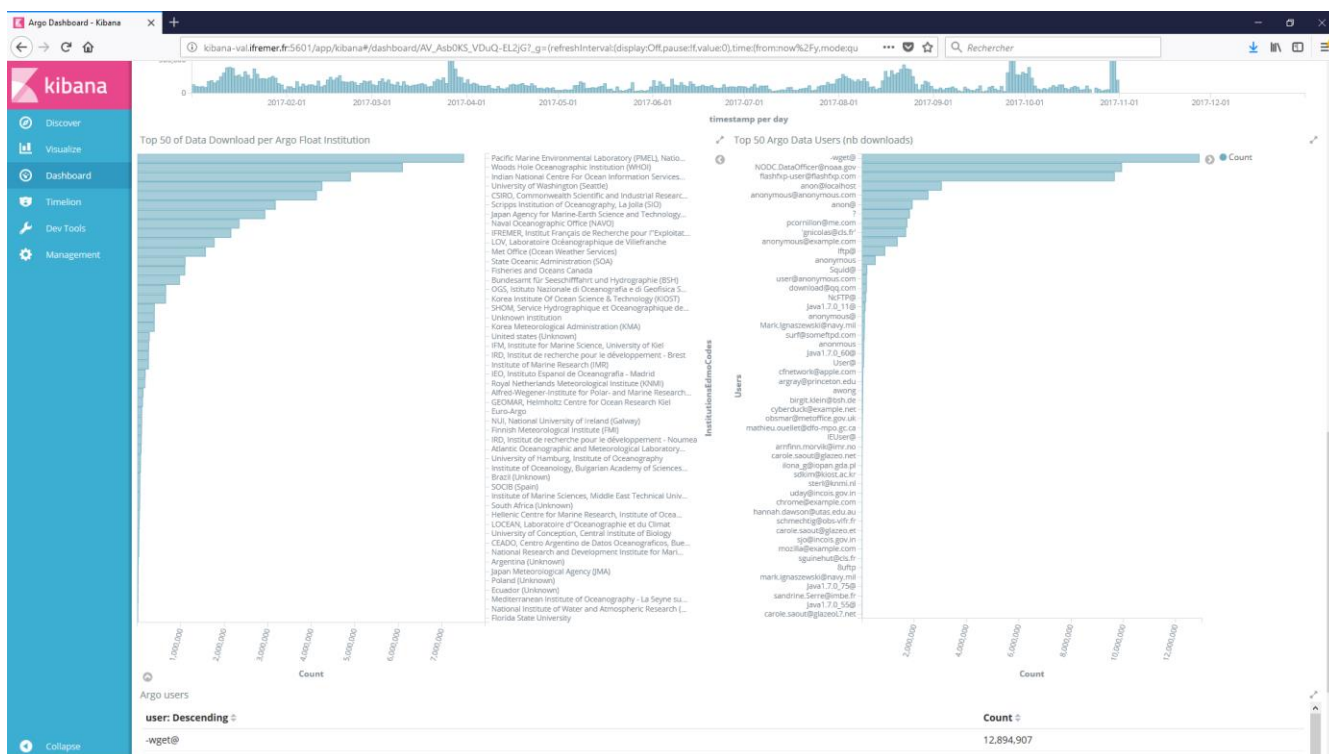 Argo Dashboard - Kibana
kibana-val.ifremer.fr:5601/app/kibana#/dashboard/AV_Asb0KS_VDuQ-EL2jG?_g=(refreshInterval:(display:Off,pause:!f,value:0),time:(from:now%2Fy,mode:qu
Rechercher
kibana
Discover
Visualize
Dashboard
Timelion
Dev Tools
Management
Collapse
0
2017-02-01 2017-03-01 2017-04-01 2017-05-01 2017-06-01 2017-07-01 2017-08-01 2017-09-01 2017-10-01 2017-11-01 2017-12-01
timestamp per day
Top 50 of Data Download per Argo Float Institution
Pacific Marine Environmental Laboratory (PMEL), Natio...
Woods Hole Oceanographic Institution (WHOI)
Indian National Centre For Ocean Information Services...
University of Washington (Seattle)
CSIRO, Commonwealth Scientific and Industrial Researc...
Scripps Institution of Oceanography, La Jolla (SIO)
Japan Agency for Marine-Earth Science and Technology...
Naval Oceanographic Office (NAVO)
IFREMER, Institut Français de Recherche pour l'Exploitat...
LOV, Laboratoire Océanographique de Villefranche
Met Office (Ocean Weather Services)
State Oceanic Administration (SOA)
Fisheries and Oceans Canada
Bundesamt für Seeschifffahrt und Hydrographie (BSH)
OGS, Istituto Nazionale di Oceanografia e di Geofisica S...
Korea Institute Of Ocean Science & Technology (KIOST)
SHOM, Service Hydrographique et Oceanographique de...
Unknown institution
Korea Meteorological Administration (KMA)
United states (Unknown)
IFM, Institute for Marine Science, University of Kiel
IRD, Institut de recherche pour le développement - Brest
Institute of Marine Research (IMR)
IEO, Instituto Espanol de Oceanografia - Madrid
Royal Netherlands Meteorological Institute (KNMI)
Alfred-Wegener-Institute for Polar- and Marine Research...
GEOMAR, Helmholtz Centre for Ocean Research Kiel
Euro-Argo
NUI, National University of Ireland (Galway)
Finnish Meteorological Institute (FMI)
IRD, Institut de recherche pour le développement - Noumea
Atlantic Oceanographic and Meteorological Laboratory...
University of Hamburg, Institute of Oceanography
Institute of Oceanology, Bulgarian Academy of Sciences...
Brazil (Unknown)
SOCIB (Spain)
Institute of Marine Sciences, Middle East Technical Univ...
South Africa (Unknown)
Hellenic Centre for Marine Research, Institute of Ocea...
LOCEAN, Laboratoire d'Oceanographie et du Climat
University of Conception, Central Institute of Biology
CEADO, Centro Argentino de Datos Oceanograficos, Bue...
National Research and Development Institute for Mari...
Argentina (Unknown)
Japan Meteorological Agency (JMA)
Poland (Unknown)
Ecuador (Unknown)
Mediterranean Institute of Oceanography - La Seyne su...
National Institute of Water and Atmospheric Research (...
Florida State University
InstitutionsEdmoCodes
1,000,000 2,000,000 3,000,000 4,000,000 5,000,000 6,000,000 7,000,000
Count
Top 50 Argo Data Users (nb downloads)
Count
-wget@
NODC.DataOfficer@noaa.gov
flashfxp-user@flashfxp.com
anon@localhost
anonymous@anonymous.com
anon@
?
pcornillon@me.com
'gnicolas@cls.fr'
anonymous@example.com
lftp@
anonymous
Squid@
user@anonymous.com
download@qq.com
NcFTP@
Java1.7.0_11@
anonymous@
Mark.Ignaszewski@navy.mil
surf@someftpd.com
anonmous
Java1.7.0_60@
User@
cfnetwork@apple.com
argray@princeton.edu
awong
birgit.klein@bsh.de
cyberduck@example.net
obsmar@metoffice.gov.uk
mathieu.ouellet@dfo-mpo.gc.ca
IEUser@
arnfinn.morvik@imr.no
carole.saout@glazeo.net
ilona_g@iopan.gda.pl
sdkim@kiost.ac.kr
sterl@knmi.nl
uday@incois.gov.in
chrome@example.com
hannah.dawson@utas.edu.au
schmechtig@obs-vlfr.fr
carole.saout@glazeo.et
sjo@incois.gov.in
mozilla@example.com
sguinehut@cls.fr
8uftp
mark.ignaszewski@navy.mil
Java1.7.0_75@
sandrine.Serre@imbe.fr
Java1.7.0_55@
carole.saout@glazeoL?.net
Users
2,000,000 4,000,000 6,000,000 8,000,000 10,000,000 12,000,000
Count
Argo users
user: Descending Count
-wget@ 12,894,907